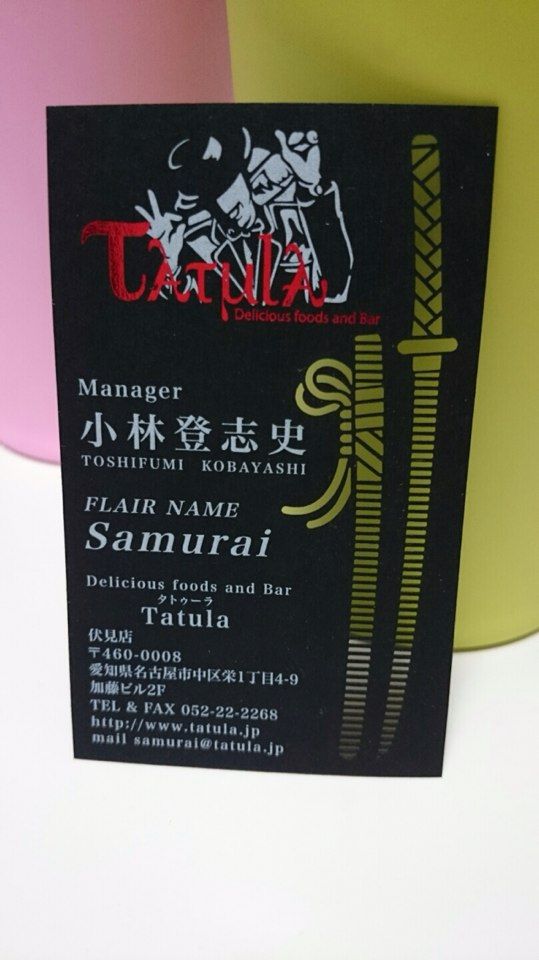 Tatula
Delicious foods and Bar
Manager
小林登志史
TOSHIFUMI KOBAYASHI
FLAIR NAME
Samurai
Delicious foods and Bar
タトゥーラ
Tatula
伏見店
〒460-0008
愛知県名古屋市中区栄1丁目4-9
加藤ビル2F
TEL & FAX 052-22-2268
http://www.tatula.jp
mail samurai@tatula.jp